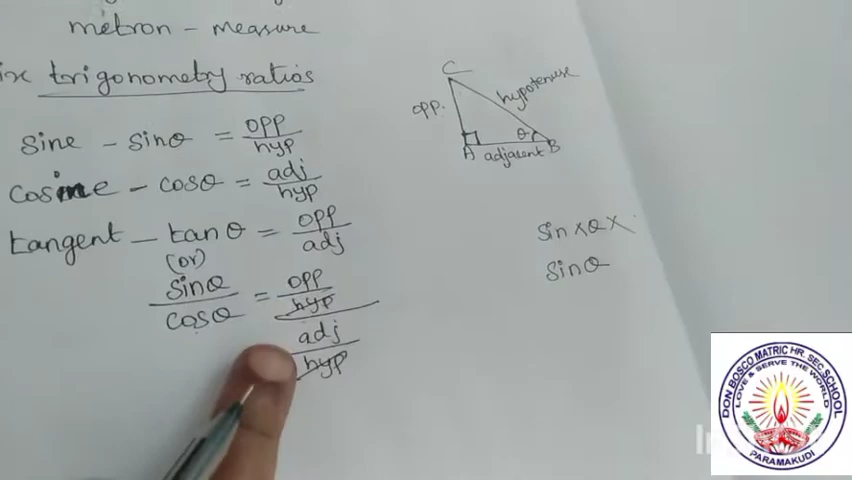 metron - measure
ix trigonometry ratios
sine - sinθ = opp/hyp
cosine - cosθ = adj/hyp
tangent - tanθ = opp/adj
(or)
sinθ/cosθ = opp/hyp / adj/hyp
C
opp.
hypotenuse
θ
A adjasent B
sin x θ X
sinθ
DON BOSCO MATRIC HR. SEC. SCHOOL
LOVE & SERVE THE WORLD
PARAMAKUDI